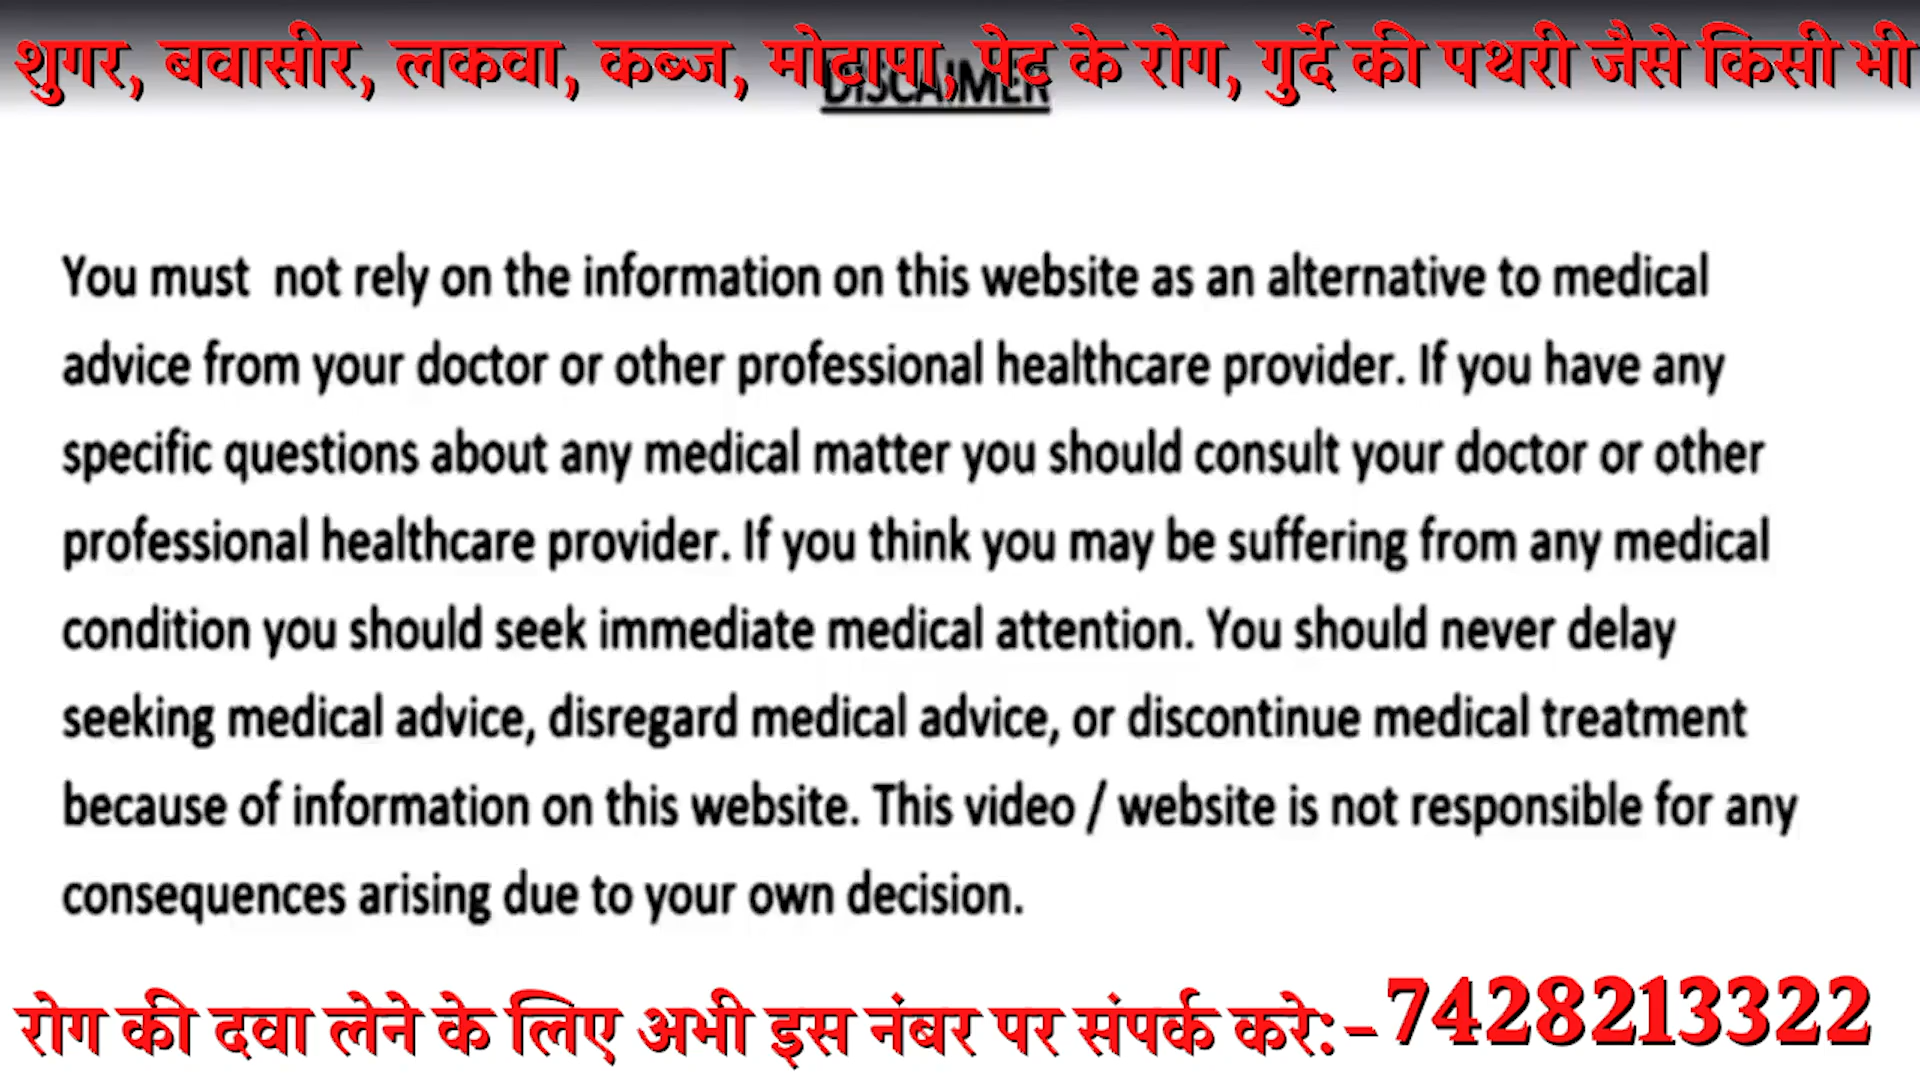 शुगर, बवासीर, लकवा, कब्ज, मोटापा, पेट के रोग, गुर्दे की पथरी जैसे किसी भी
DISCAIMER
You must not rely on the information on this website as an alternative to medical
advice from your doctor or other professional healthcare provider. If you have any
specific questions about any medical matter you should consult your doctor or other
professional healthcare provider. If you think you may be suffering from any medical
condition you should seek immediate medical attention. You should never delay
seeking medical advice, disregard medical advice, or discontinue medical treatment
because of information on this website. This video / website is not responsible for any
consequences arising due to your own decision.
रोग की दवा लेने के लिए अभी इस नंबर पर संपर्क करे:-7428213322